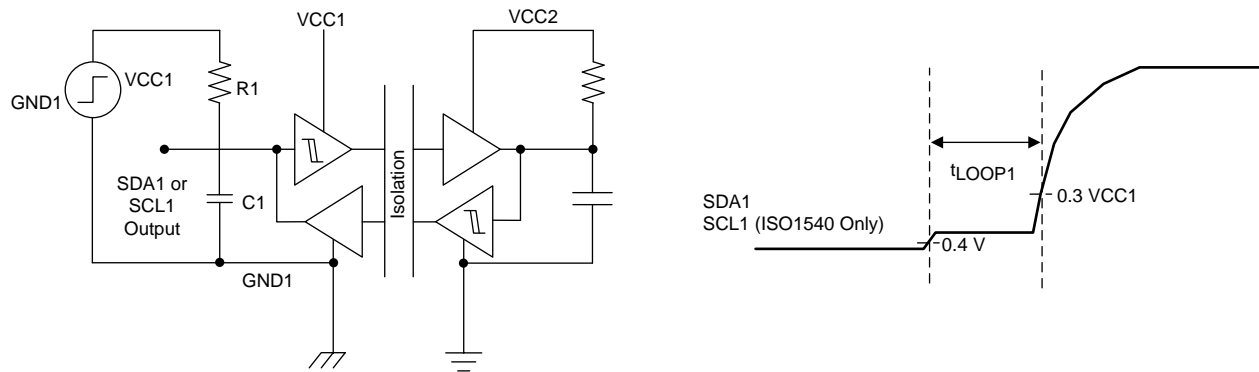 VCC1
VCC2
VCC1
GND1
R1
Isolation
SDA1 or
SCL1
Output
C1
GND1
tLOOP1
0.3 VCC1
SDA1
SCL1 (ISO1540 Only)
0.4 V